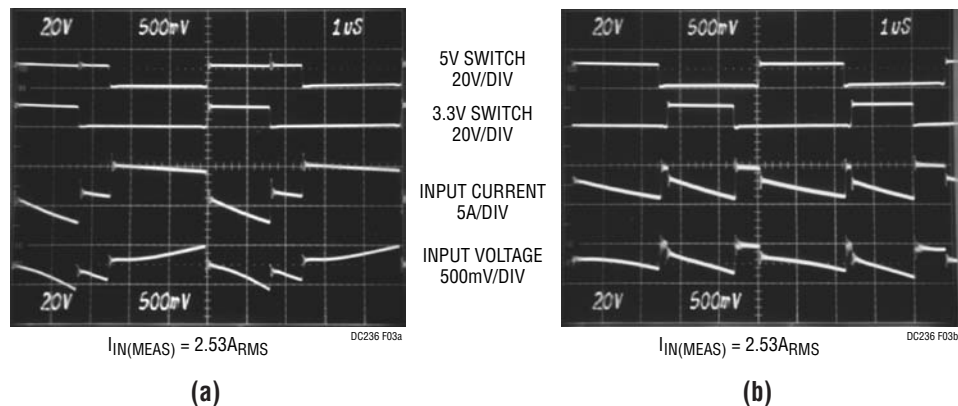 20V 500mV 1uS
20V 500mV
5V SWITCH
20V/DIV
3.3V SWITCH
20V/DIV
INPUT CURRENT
5A/DIV
INPUT VOLTAGE
500mV/DIV
20V 500mV 1uS
20V 500mV
IIN(MEAS) = 2.53ARMS
DC236 F03a
(a)
IIN(MEAS) = 2.53ARMS
DC236 F03b
(b)